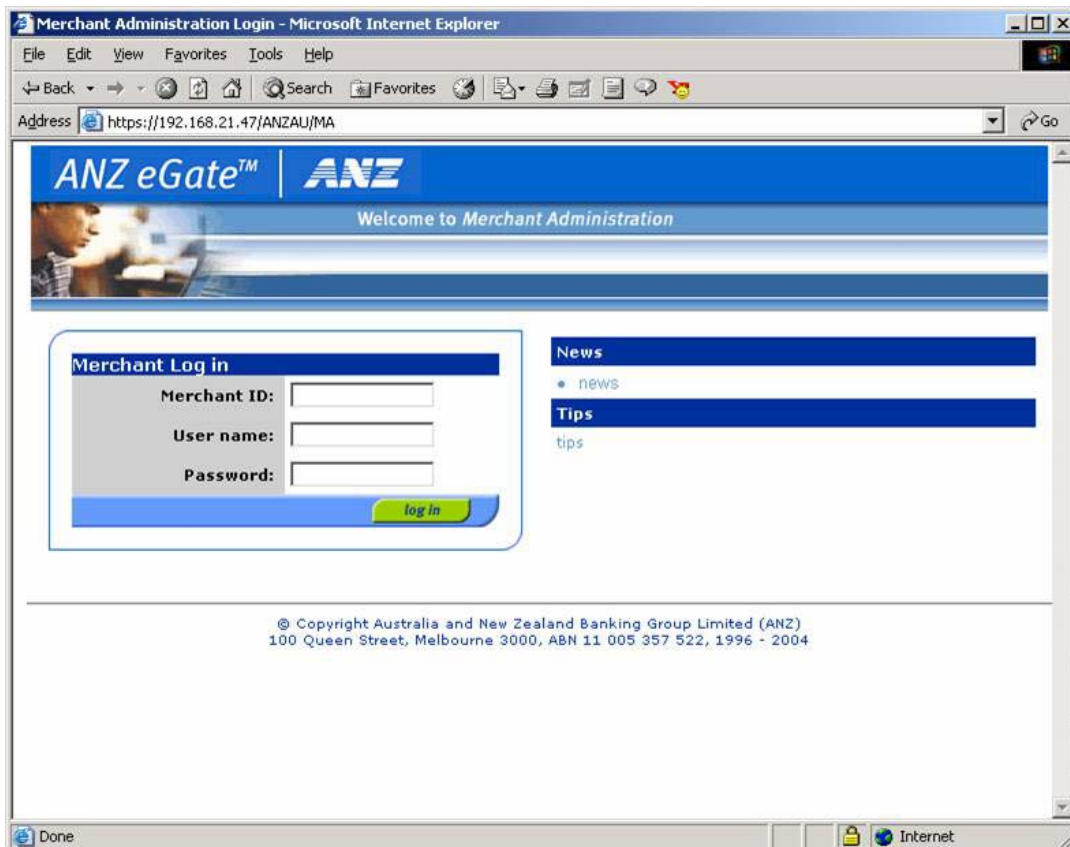 Merchant Administration Login - Microsoft Internet Explorer
File Edit View Favorites Tools Help
Back Search Favorites
Address https://192.168.21.47/ANZAU/MA Go
ANZ eGate™ ANZ
Welcome to Merchant Administration
Merchant Log in
Merchant ID:
User name:
Password:
log in
News
news
Tips
tips
© Copyright Australia and New Zealand Banking Group Limited (ANZ)
100 Queen Street, Melbourne 3000, ABN 11 005 357 522, 1996 - 2004
Done Internet